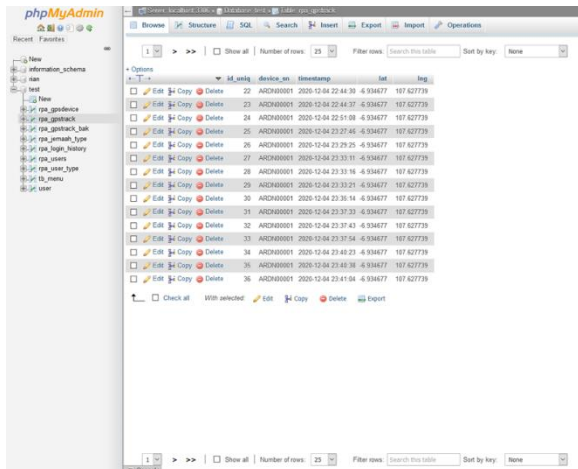 phpMyAdmin
Recent Favorites
New
information_schema
rian
test
New
rpa_gpsdevice
rpa_gpstrack
rpa_gpstrack_bak
rpa_jemaah_type
rpa_login_history
rpa_users
rpa_user_type
tb_menu
user
Server: localhost:3306 » Database: test » Table: rpa_gpstrack
Browse Structure SQL Search Insert Export Import Operations
1 > >> Show all Number of rows: 25 Filter rows: Search this table Sort by key: None
+ Options
id_uniq device_sn timestamp lat lng
Edit Copy Delete 22 ARDN00001 2020-12-04 22:44:30 -6.934677 107.627739
Edit Copy Delete 23 ARDN00001 2020-12-04 22:44:37 -6.934677 107.627739
Edit Copy Delete 24 ARDN00001 2020-12-04 22:51:08 -6.934677 107.627739
Edit Copy Delete 25 ARDN00001 2020-12-04 23:27:46 -6.934677 107.627739
Edit Copy Delete 26 ARDN00001 2020-12-04 23:29:25 -6.934677 107.627739
Edit Copy Delete 27 ARDN00001 2020-12-04 23:33:11 -6.934677 107.627739
Edit Copy Delete 28 ARDN00001 2020-12-04 23:33:16 -6.934677 107.627739
Edit Copy Delete 29 ARDN00001 2020-12-04 23:33:21 -6.934677 107.627739
Edit Copy Delete 30 ARDN00001 2020-12-04 23:35:14 -6.934677 107.627739
Edit Copy Delete 31 ARDN00001 2020-12-04 23:37:33 -6.934677 107.627739
Edit Copy Delete 32 ARDN00001 2020-12-04 23:37:43 -6.934677 107.627739
Edit Copy Delete 33 ARDN00001 2020-12-04 23:37:54 -6.934677 107.627739
Edit Copy Delete 34 ARDN00001 2020-12-04 23:40:23 -6.934677 107.627739
Edit Copy Delete 35 ARDN00001 2020-12-04 23:40:38 -6.934677 107.627739
Edit Copy Delete 36 ARDN00001 2020-12-04 23:41:04 -6.934677 107.627739
Check all With selected: Edit Copy Delete Export
1 > >> Show all Number of rows: 25 Filter rows: Search this table Sort by key: None